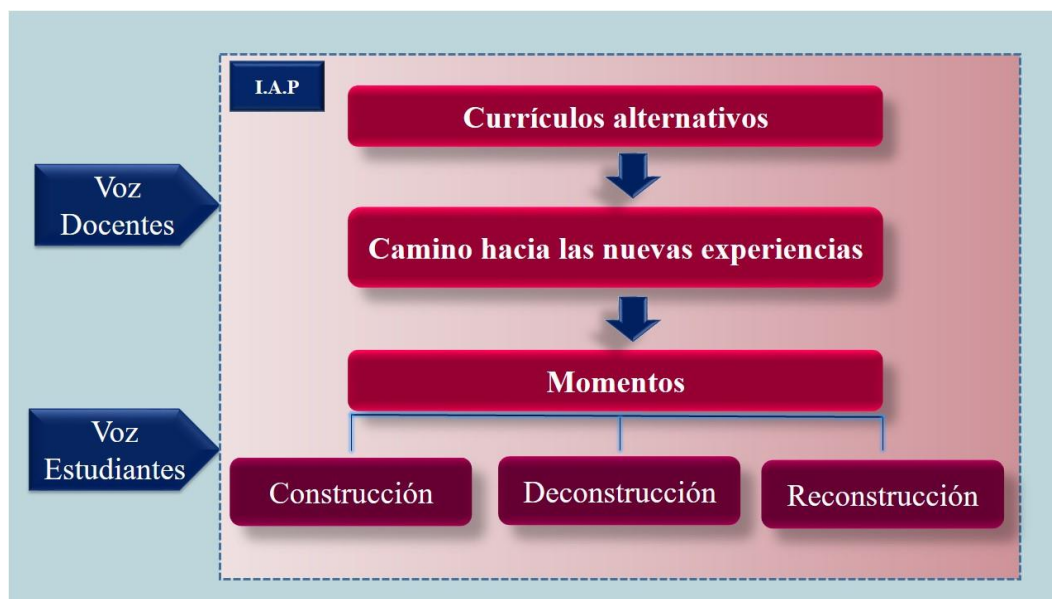 I.A.P
Currículos alternativos
Voz
Docentes
Camino hacia las nuevas experiencias
Momentos
Voz
Estudiantes
Construcción
Deconstrucción
Reconstrucción